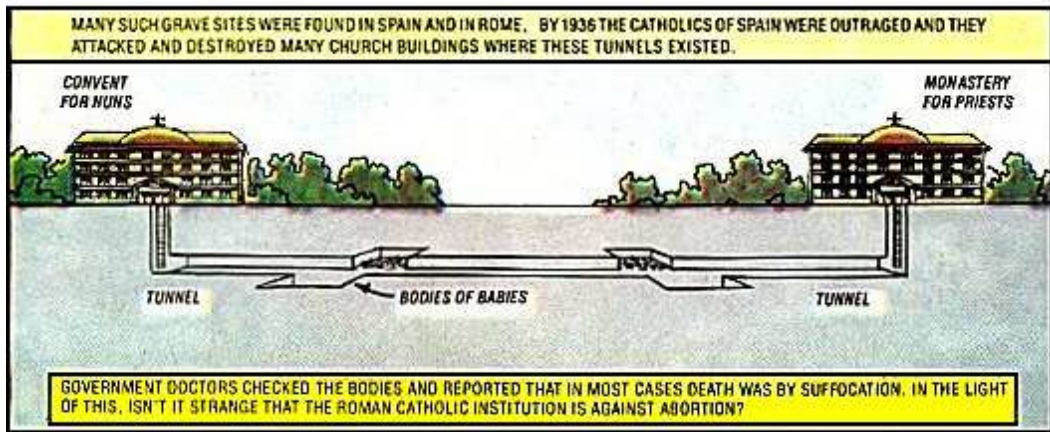 MANY SUCH GRAVE SITES WERE FOUND IN SPAIN AND IN ROME. BY 1936 THE CATHOLICS OF SPAIN WERE OUTRAGED AND THEY
ATTACKED AND DESTROYED MANY CHURCH BUILDINGS WHERE THESE TUNNELS EXISTED.
CONVENT
FOR NUNS
MONASTERY
FOR PRIESTS
TUNNEL
BODIES OF BABIES
TUNNEL
GOVERNMENT DOCTORS CHECKED THE BODIES AND REPORTED THAT IN MOST CASES DEATH WAS BY SUFFOCATION. IN THE LIGHT
OF THIS, ISN'T IT STRANGE THAT THE ROMAN CATHOLIC INSTITUTION IS AGAINST ABORTION?